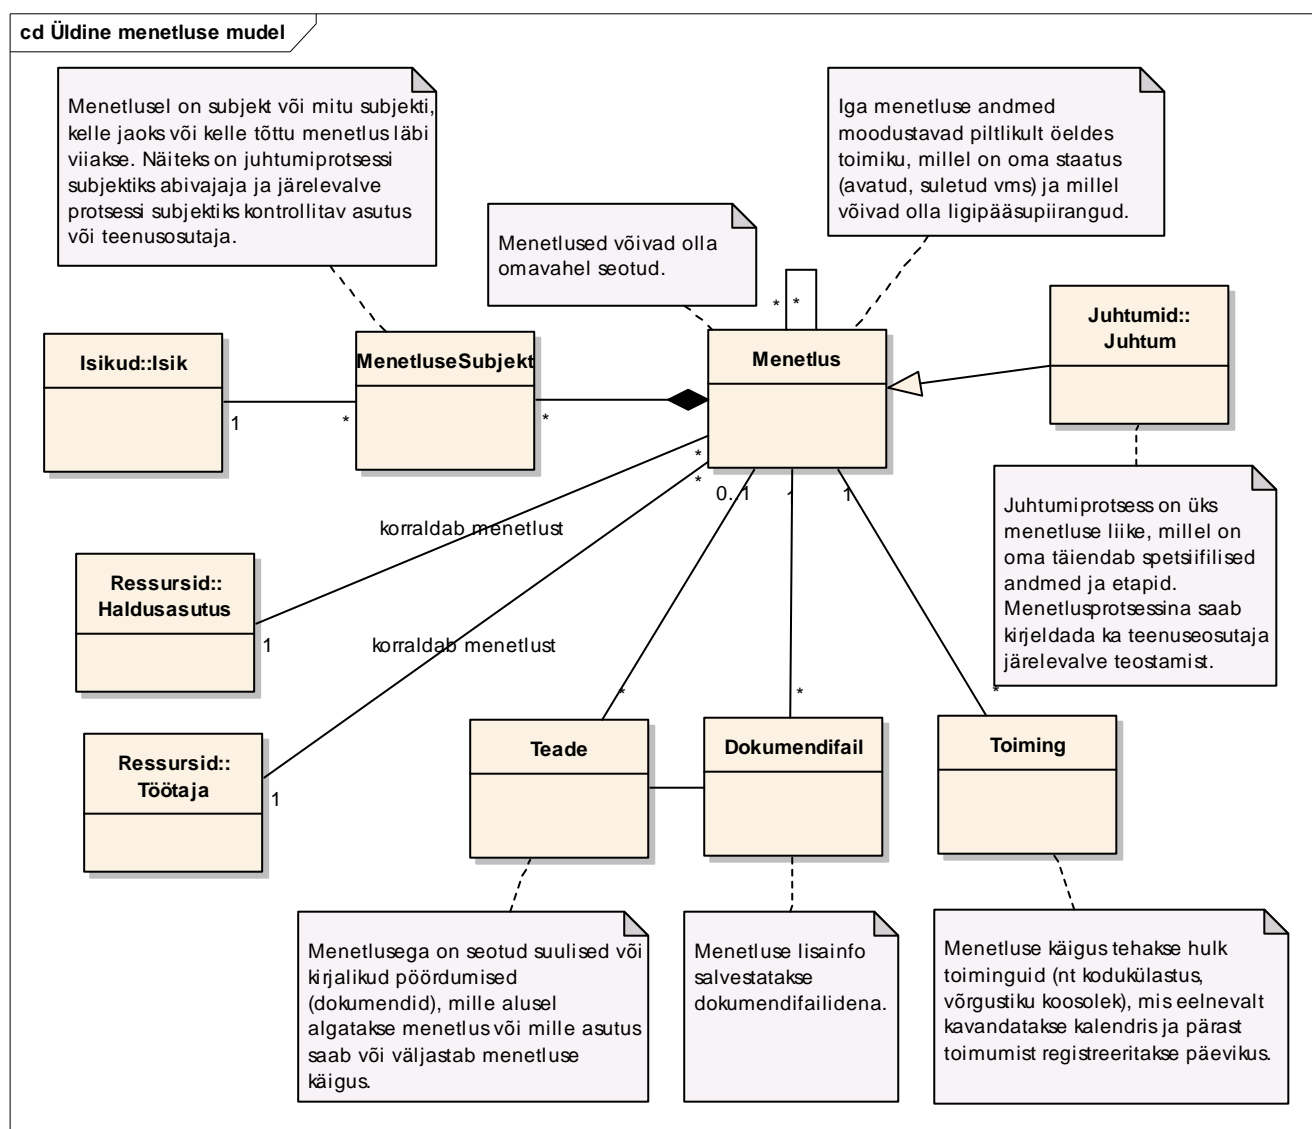 cd Üldine menetluse mudel
Menetlusel on subjekt või mitu subjekti,
kelle jaoks või kelle tõttu menetlus läbi
viiakse. Näiteks on juhtumiprotsessi
subjektiks abivajaja ja järelevalve
protsessi subjektiks kontrollitav asutus
või teenusosutaja.
Menetlused võivad olla
omavahel seotud.
Iga menetluse andmed
moodustavad piltlikult öeldes
toimiku, millel on oma staatus
(avatud, suletud vms) ja millel
võivad olla ligipääsupiirangud.
* *
Isikud::Isik
1
*
MenetluseSubjekt
*
Menetlus
Juhtumid::
Juhtum
*
*
0..1
1
1
Juhtumiprotsess on üks
menetluse liike, millel on
oma täiendab spetsiifilised
andmed ja etapid.
Menetlusprotsessina saab
kirjeldada ka teenuseosutaja
järelevalve teostamist.
korraldab menetlust
Ressursid::
Haldusasutus
1
korraldab menetlust
Ressursid::
Töötaja
1
*
*
*
Teade
Dokumendifail
Toiming
Menetlusega on seotud suulised või
kirjalikud pöördumised
(dokumendid), mille alusel
algatakse menetlus või mille asutus
saab või väljastab menetluse
käigus.
Menetluse lisainfo
salvestatakse
dokumendifailidena.
Menetluse käigus tehakse hulk
toiminguid (nt kodukülastus,
võrgustiku koosolek), mis eelnevalt
kavandatakse kalendris ja pärast
toimumist registreeritakse päevikus.